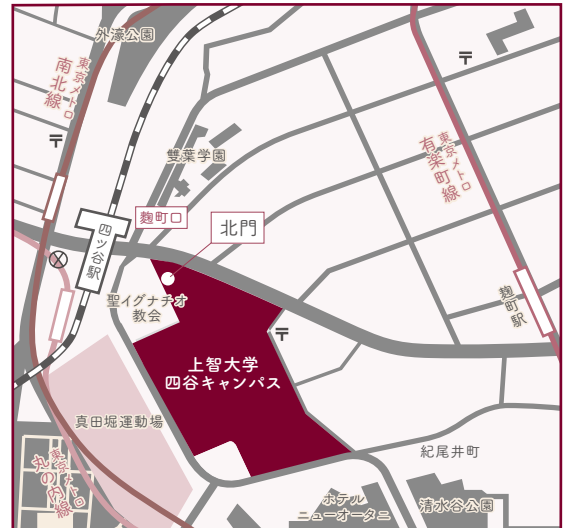 外濠公園
東京メトロ
南北線
東京メトロ
有楽町線
雙葉学園
麹町口
北門
四ツ谷駅
聖イグナチオ
教会
麹町駅
上智大学
四谷キャンパス
真田堀運動場
東京メトロ
丸の内線
紀尾井町
ホテル
ニューオータニ
清水谷公園